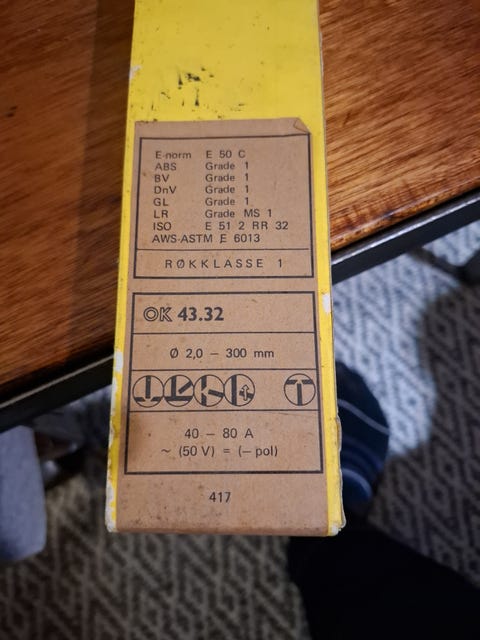 E-norm E 50 C
ABS Grade 1
BV Grade 1
DnV Grade 1
GL Grade 1
LR Grade MS 1
ISO E 51 2 RR 32
AWS-ASTM E 6013
RØKKLASSE 1
OK 43.32
Ø 2,0 – 300 mm
40 – 80 A
~ (50 V) = (– pol)
417